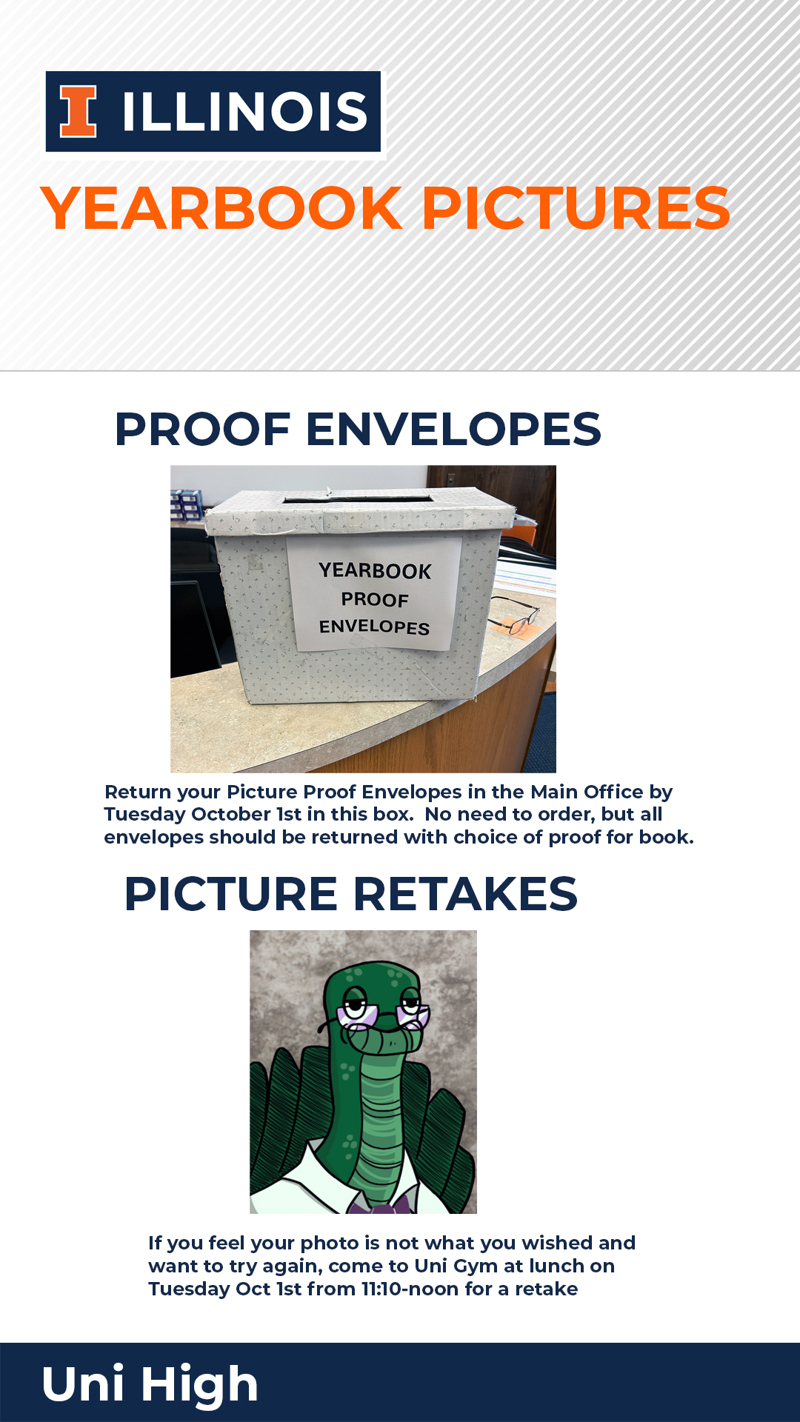 I ILLINOIS
YEARBOOK PICTURES
PROOF ENVELOPES
YEARBOOK
PROOF
ENVELOPES
Return your Picture Proof Envelopes in the Main Office by
Tuesday October 1st in this box.  No need to order, but all
envelopes should be returned with choice of proof for book.
PICTURE RETAKES
If you feel your photo is not what you wished and
want to try again, come to Uni Gym at lunch on
Tuesday Oct 1st from 11:10-noon for a retake
Uni High